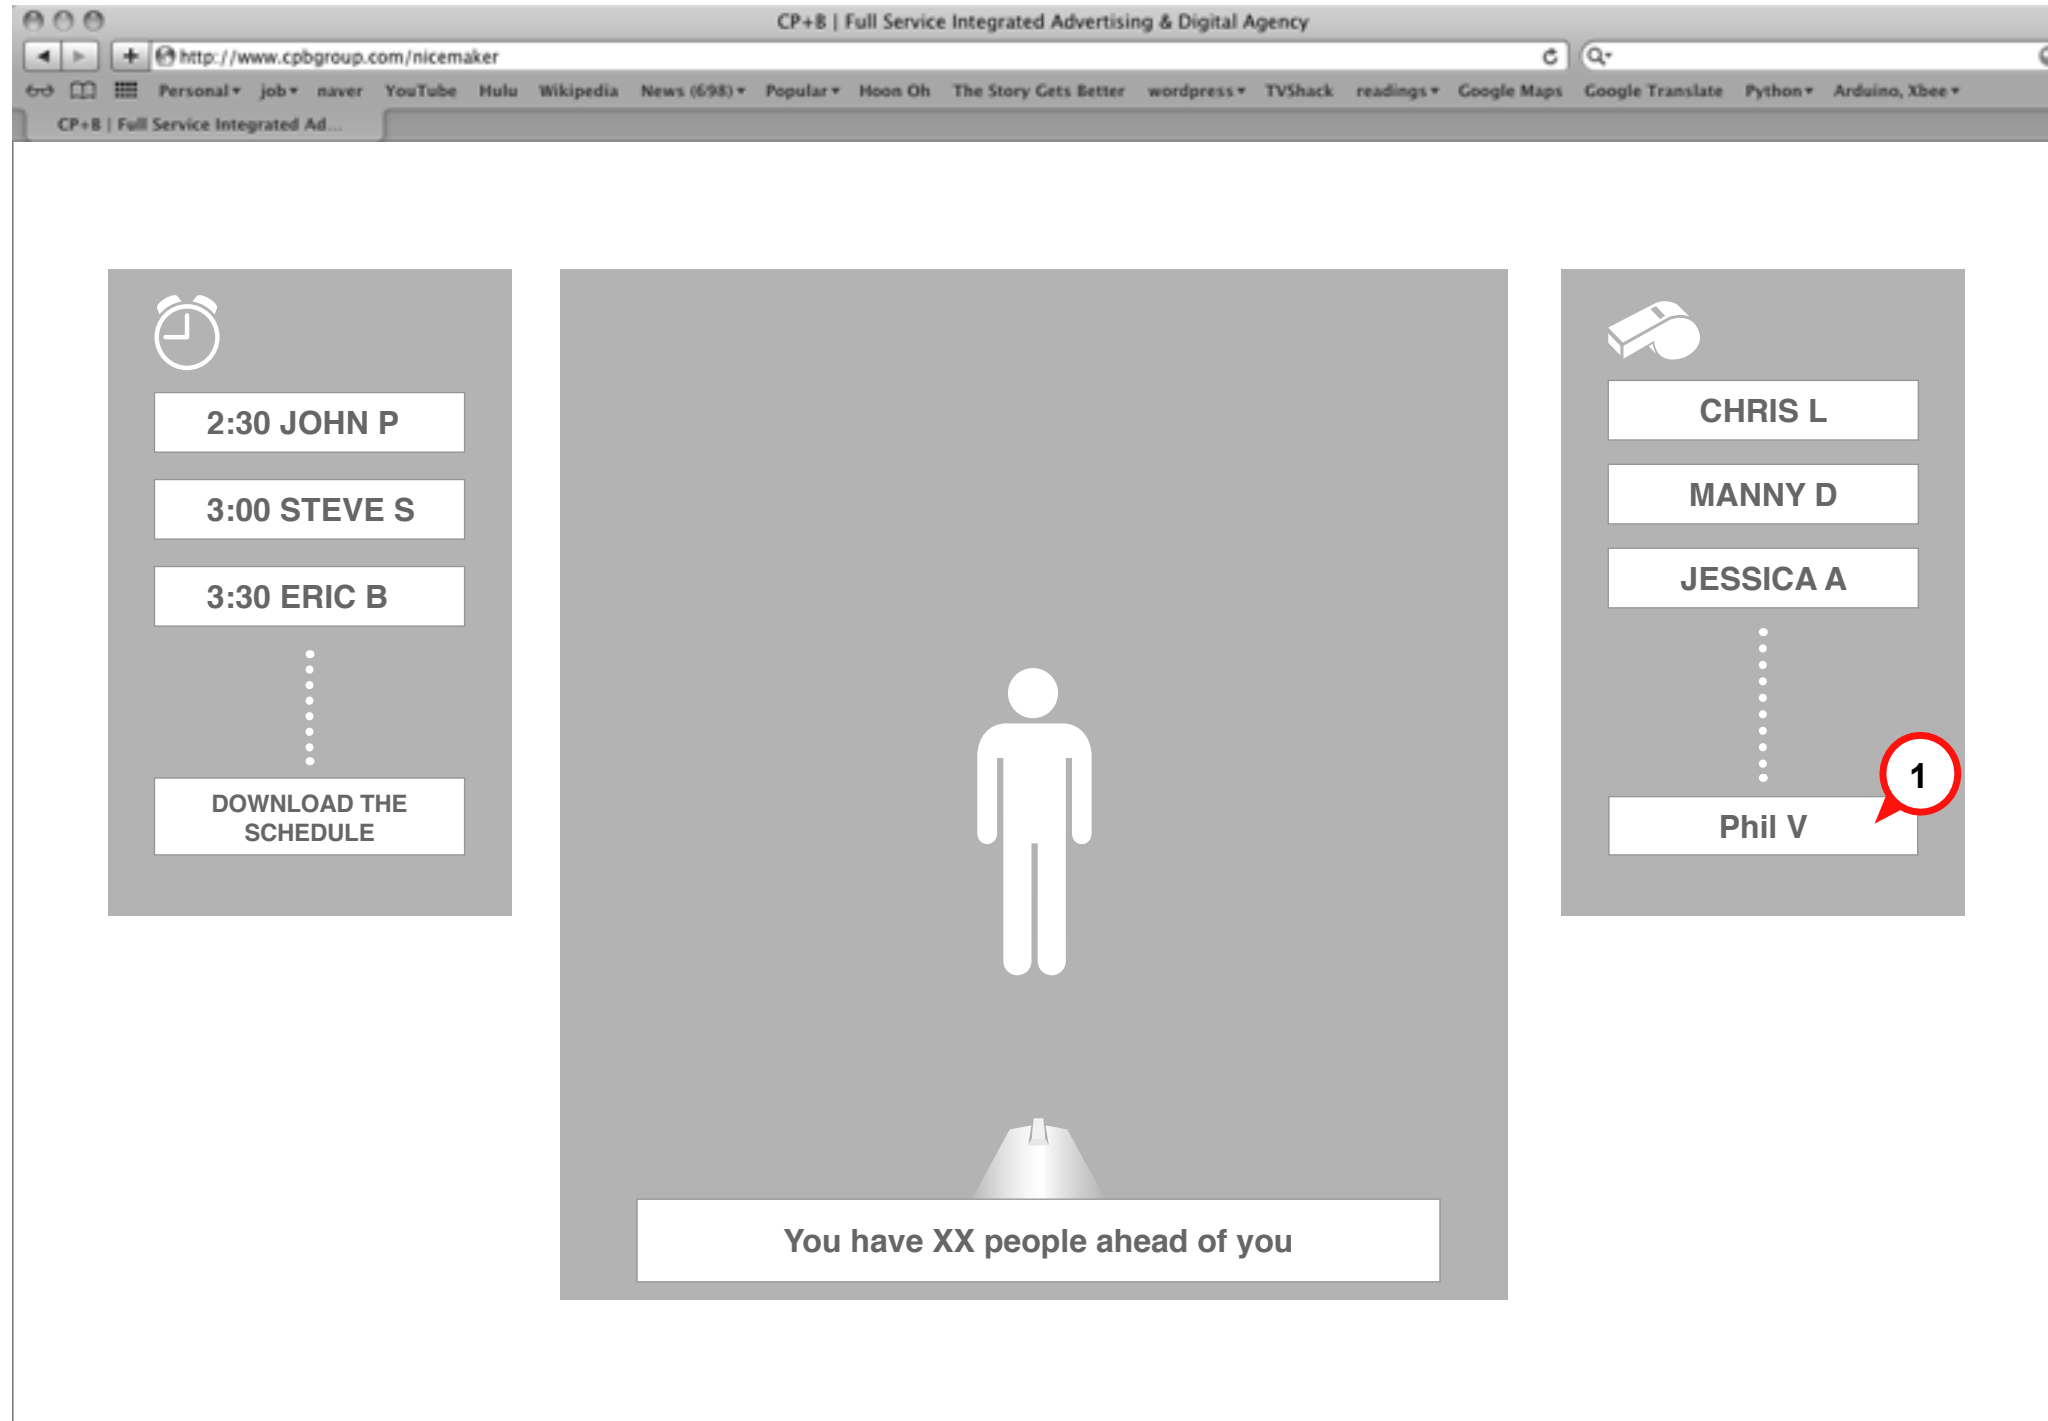 CP+B | Full Service Integrated Advertising & Digital Agency
http://www.cpbgroup.com/nicemaker
Personal job naver YouTube Hulu Wikipedia News (698) Popular Hoon Oh The Story Gets Better wordpress TVShack readings Google Maps Google Translate Python Arduino, Xbee
CP+B | Full Service Integrated Ad...
2:30 JOHN P
3:00 STEVE S
3:30 ERIC B
DOWNLOAD THE
SCHEDULE
You have XX people ahead of you
CHRIS L
MANNY D
JESSICA A
1
Phil V